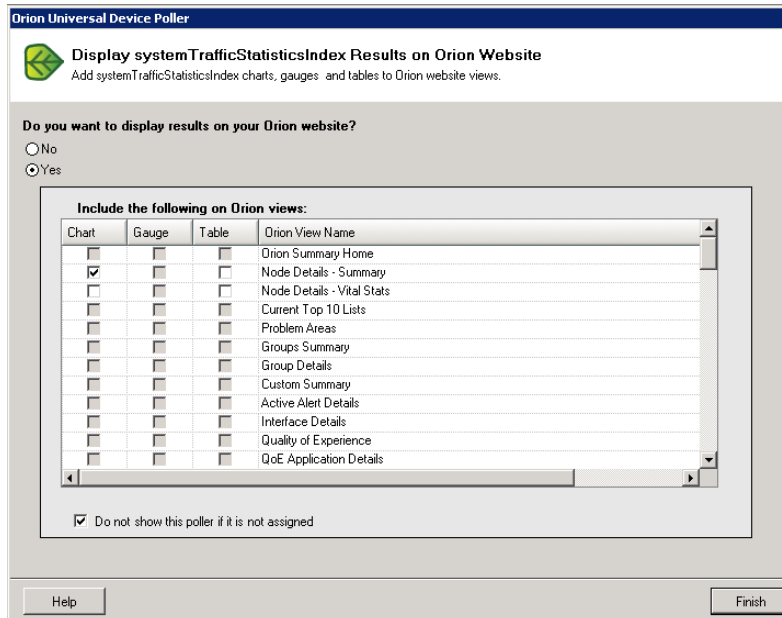 Orion Universal Device Poller
Display systemTrafficStatisticsIndex Results on Orion Website
Add systemTrafficStatisticsIndex charts, gauges and tables to Orion website views.
Do you want to display results on your Orion website?
No
Yes
Include the following on Orion views:
Chart Gauge Table Orion View Name
Orion Summary Home
Node Details - Summary
Node Details - Vital Stats
Current Top 10 Lists
Problem Areas
Groups Summary
Group Details
Custom Summary
Active Alert Details
Interface Details
Quality of Experience
QoE Application Details
Do not show this poller if it is not assigned
Help Finish